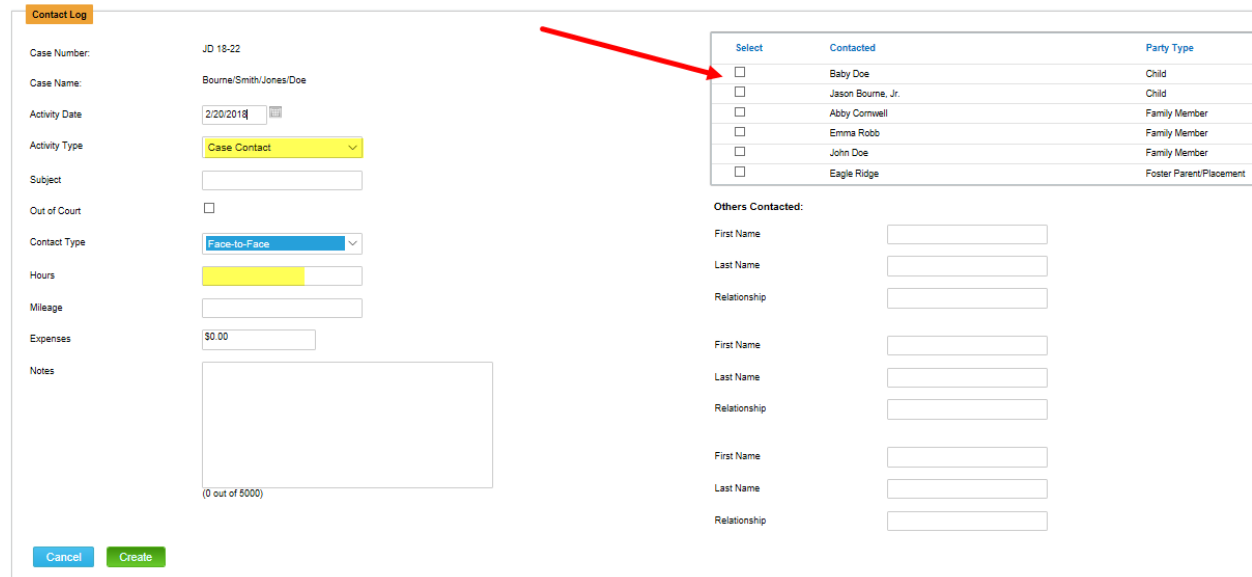 Contact Log
Case Number: JD 18-22
Case Name: Bourne/Smith/Jones/Doe
Activity Date 2/20/2018
Activity Type Case Contact
Subject
Out of Court
Contact Type Face-to-Face
Hours
Mileage
Expenses $0.00
Notes
(0 out of 5000)
Cancel Create
Select Contacted Party Type
Baby Doe Child
Jason Bourne, Jr. Child
Abby Cornwell Family Member
Emma Robb Family Member
John Doe Family Member
Eagle Ridge Foster Parent/Placement
Others Contacted:
First Name
Last Name
Relationship
First Name
Last Name
Relationship
First Name
Last Name
Relationship